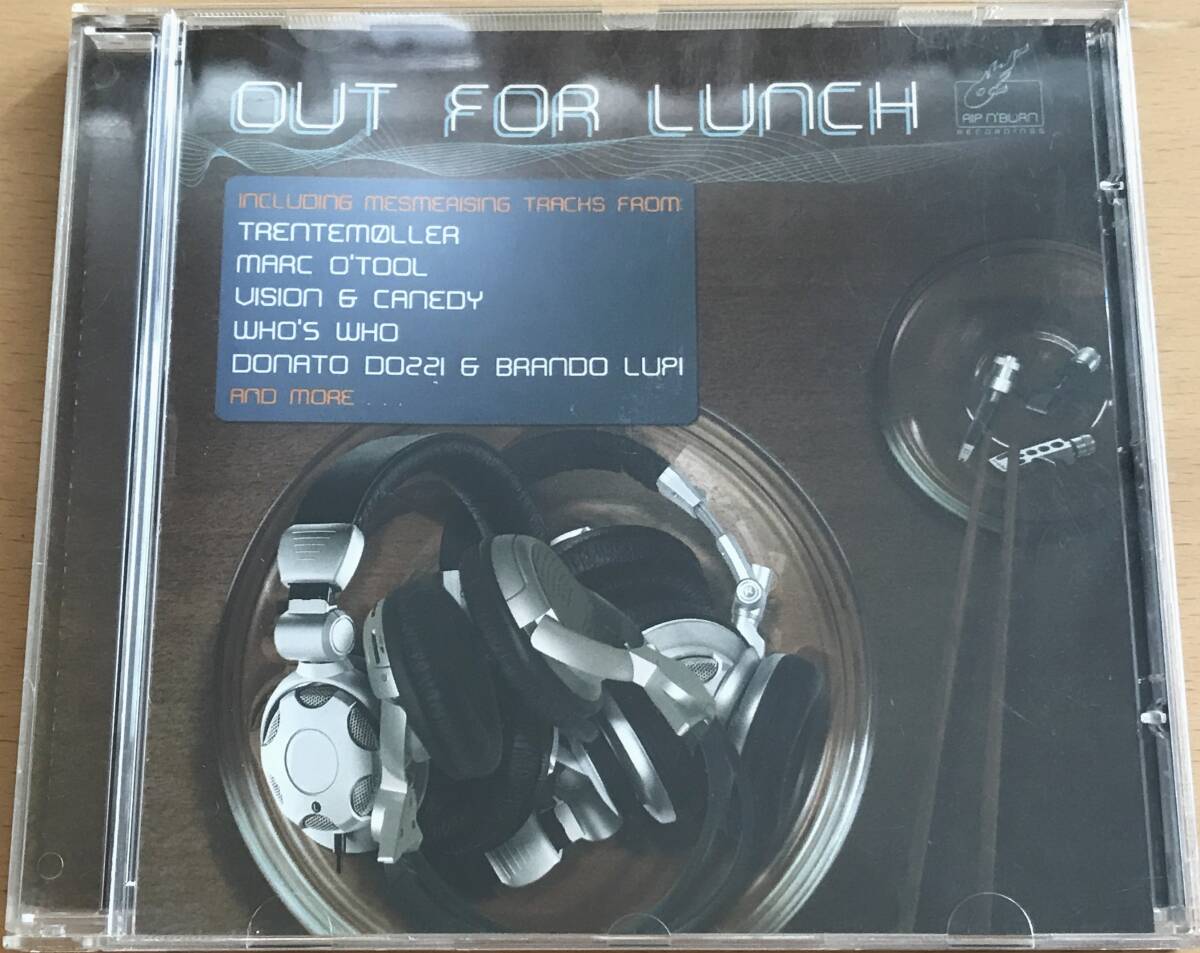 OUT FOR LUNCH
RIP N'BURN
RECORDINGS
INCLUDING MESMERISING TRACKS FROM:
TRENTEMØLLER
MARC O'TOOL
VISION & CANEDY
WHO'S WHO
DONATO DOZZI & BRANDO LUPI
AND MORE . . .
L